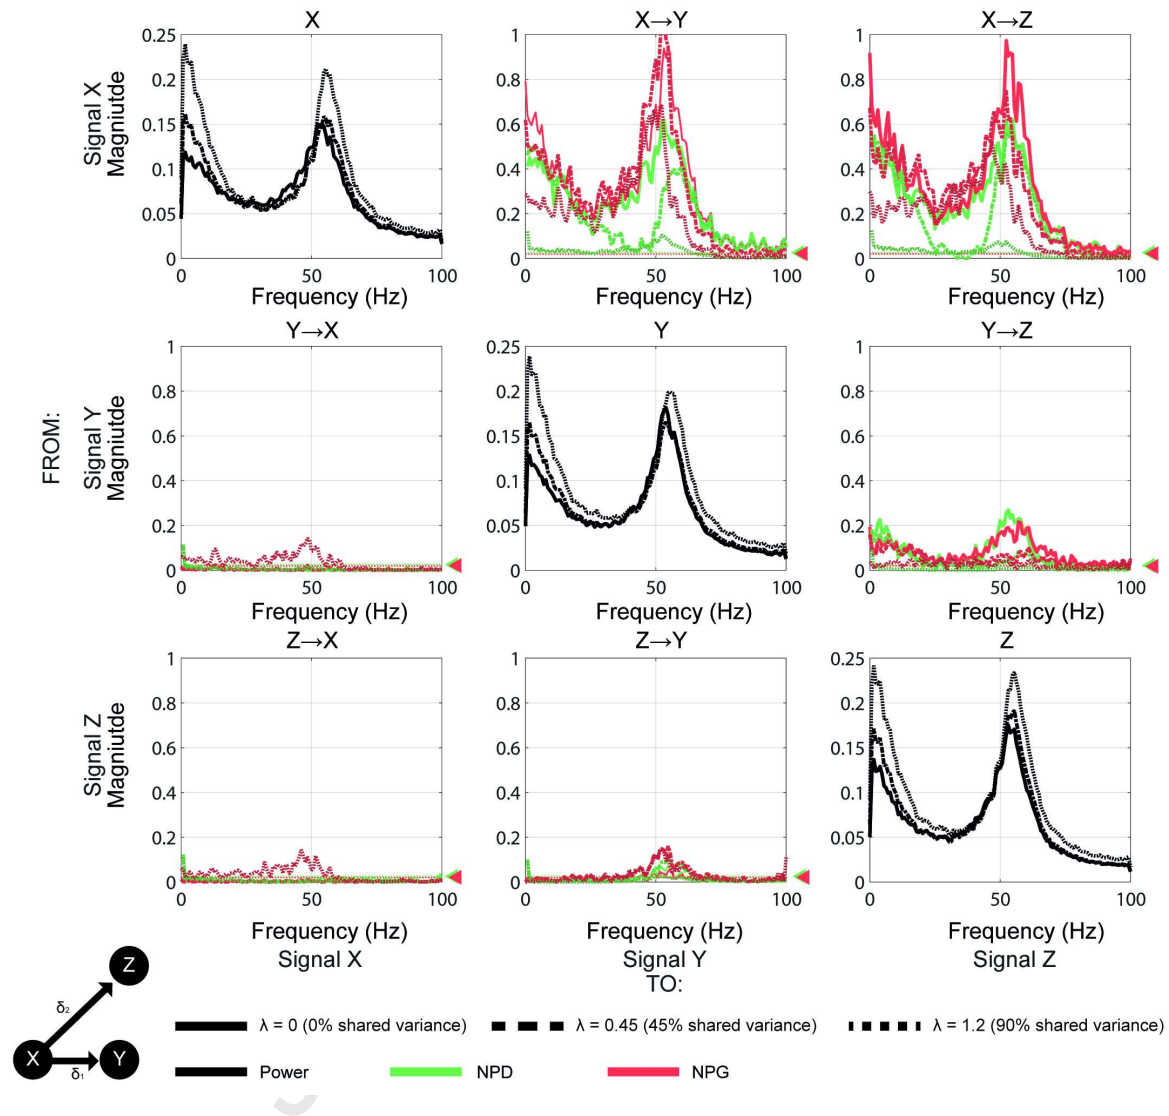 X
X→Y
X→Z
Signal X
Magniutde
0.25
0.2
0.15
0.1
0.05
0
0
50
100
Frequency (Hz)
1
0.8
0.6
0.4
0.2
0
0
50
100
Frequency (Hz)
1
0.8
0.6
0.4
0.2
0
0
50
100
Frequency (Hz)
Y→X
Y
Y→Z
FROM:
Signal Y
Magniutde
1
0.8
0.6
0.4
0.2
0
0
50
100
Frequency (Hz)
0.25
0.2
0.15
0.1
0.05
0
0
50
100
Frequency (Hz)
1
0.8
0.6
0.4
0.2
0
0
50
100
Frequency (Hz)
Z→X
Z→Y
Z
Signal Z
Magniutde
1
0.8
0.6
0.4
0.2
0
0
50
100
Frequency (Hz)
Signal X
1
0.8
0.6
0.4
0.2
0
0
50
100
Frequency (Hz)
Signal Y
TO:
0.25
0.2
0.15
0.1
0.05
0
0
50
100
Frequency (Hz)
Signal Z
Z
δ₂
X
δ₁
Y
λ = 0 (0% shared variance)
λ = 0.45 (45% shared variance)
λ = 1.2 (90% shared variance)
Power
NPD
NPG